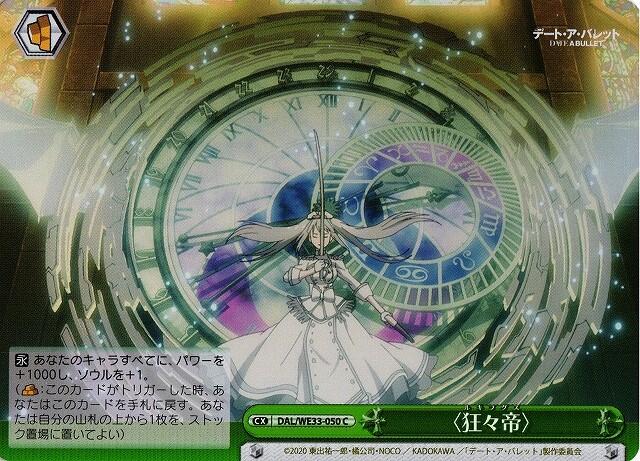 デート・ア・バレット
DATE A BULLET
XII
永 あなたのキャラすべてに、パワーを
+1000し、ソウルを+1。
( :このカードがトリガーした時、あ
なたはこのカードを手札に戻す。あな
たは自分の山札の上から1枚を、ストッ
ク置場に置いてよい)
CX DAL/WE33-050 C
〈狂々帝〉
©2020 東出祐一郎・橘公司・NOCO ／ KADOKAWA ／「デート・ア・バレット」製作委員会